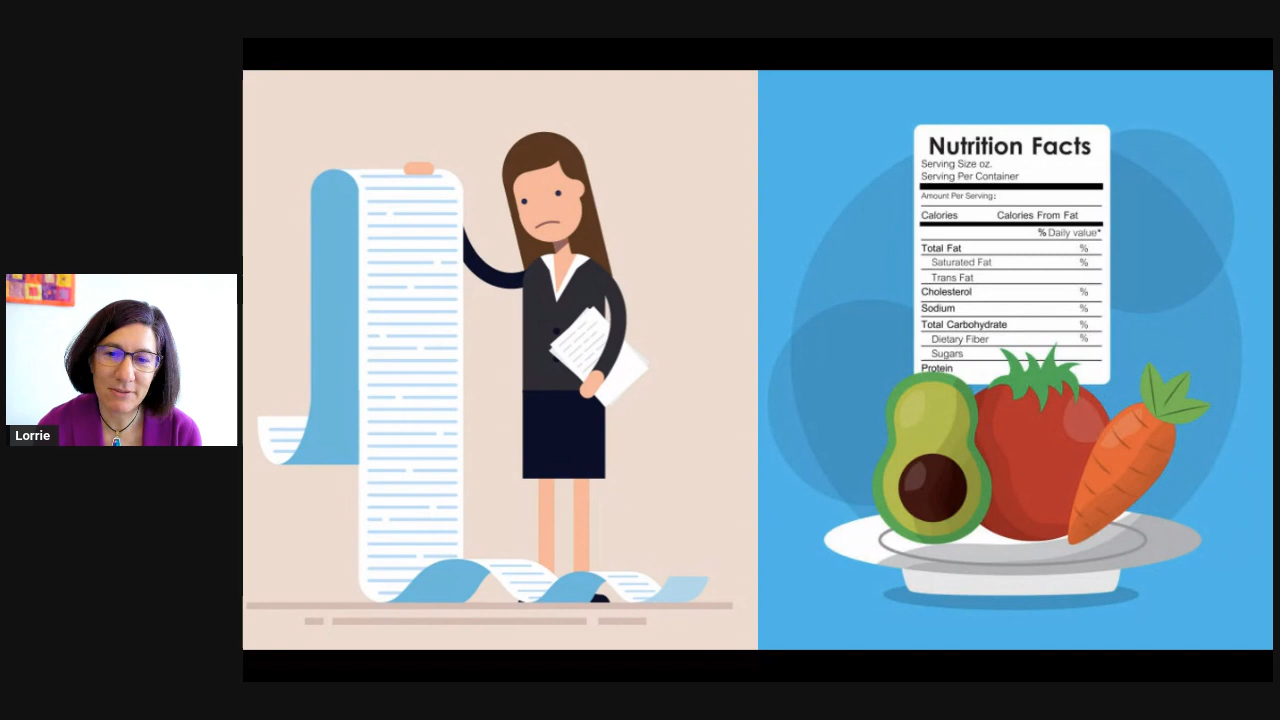 Lorrie
Nutrition Facts
Serving Size oz.
Serving Per Container
Amount Per Serving:
Calories Calories From Fat
% Daily value*
Total Fat %
Saturated Fat %
Trans Fat
Cholesterol %
Sodium %
Total Carbohydrate %
Dietary Fiber %
Sugars
Protein